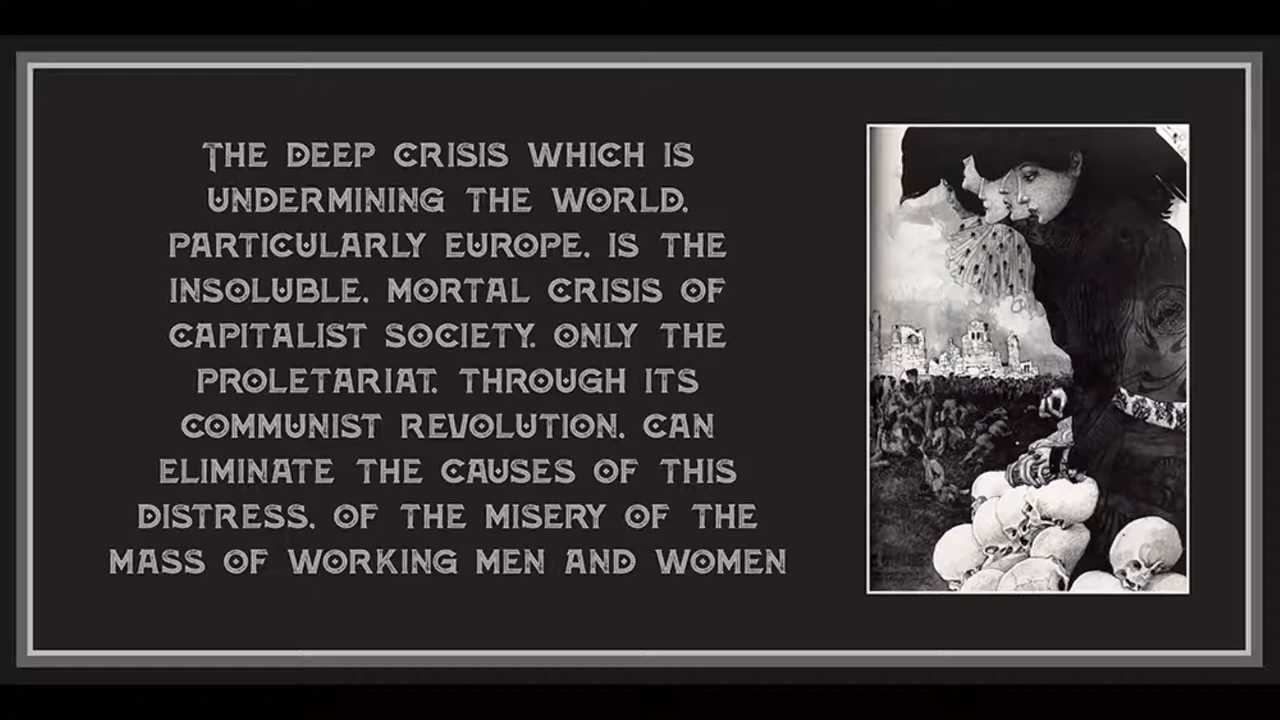 THE DEEP CRISIS WHICH IS
UNDERMINING THE WORLD,
PARTICULARLY EUROPE, IS THE
INSOLUBLE, MORTAL CRISIS OF
CAPITALIST SOCIETY. ONLY THE
PROLETARIAT, THROUGH ITS
COMMUNIST REVOLUTION, CAN
ELIMINATE THE CAUSES OF THIS
DISTRESS, OF THE MISERY OF THE
MASS OF WORKING MEN AND WOMEN